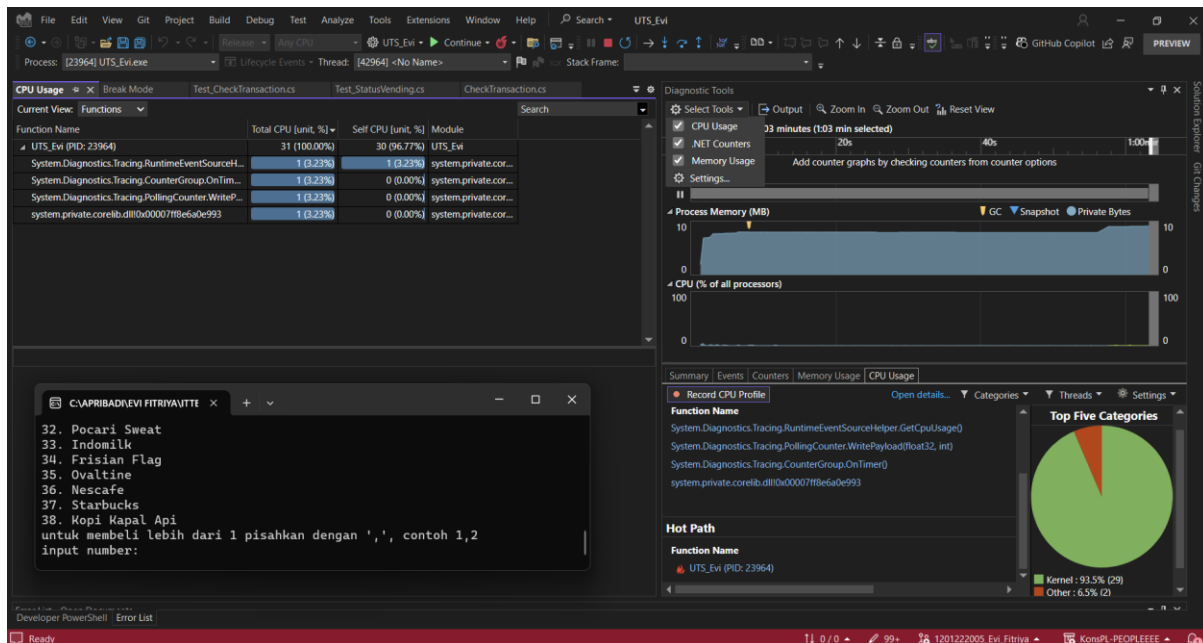 File Edit View Git Project Build Debug Test Analyze Tools Extensions Window Help Search UTS_Evi
Release Any CPU UTS_Evi Continue GitHub Copilot PREVIEW
Process: [23964] UTS_Evi.exe Lifecycle Events Thread: [42964] <No Name> Stack Frame:
CPU Usage Break Mode Test_CheckTransaction.cs Test_StatusVending.cs CheckTransaction.cs
Current View: Functions Search
Function Name Total CPU [unit, %] Self CPU [unit, %] Module
UTS_Evi (PID: 23964) 31 (100.00%) 30 (96.77%) UTS_Evi
System.Diagnostics.Tracing.RuntimeEventSourceH... 1 (3.23%) 1 (3.23%) system.private.cor...
System.Diagnostics.Tracing.CounterGroup.OnTim... 1 (3.23%) 0 (0.00%) system.private.cor...
System.Diagnostics.Tracing.PollingCounter.WriteP... 1 (3.23%) 0 (0.00%) system.private.cor...
system.private.corelib.dll!0x00007ff8e6a0e993 1 (3.23%) 0 (0.00%) system.private.cor...
C:\APRIBADI\EVI FITRIYA\ITTE
32. Pocari Sweat
33. Indomilk
34. Frisian Flag
35. Ovaltine
36. Nescafe
37. Starbucks
38. Kopi Kapal Api
untuk membeli lebih dari 1 pisahkan dengan ',', contoh 1,2
input number:
Diagnostic Tools
Select Tools Output Zoom In Zoom Out Reset View
CPU Usage
.NET Counters
Memory Usage
Settings...
03 minutes (1:03 min selected)
20s 40s 1:00m
Add counter graphs by checking counters from counter options
Process Memory (MB) GC Snapshot Private Bytes
10 10
0 0
CPU (% of all processors)
100 100
0 0
Summary Events Counters Memory Usage CPU Usage
Record CPU Profile Open details... Categories Threads Settings
Function Name
System.Diagnostics.Tracing.RuntimeEventSourceHelper.GetCpuUsage()
System.Diagnostics.Tracing.PollingCounter.WritePayload(float32, int)
System.Diagnostics.Tracing.CounterGroup.OnTimer()
system.private.corelib.dll!0x00007ff8e6a0e993
Hot Path
Function Name
UTS_Evi (PID: 23964)
Top Five Categories
Kernel : 93.5% (29)
Other : 6.5% (2)
Solution Explorer
Git Changes
Developer PowerShell Error List
Ready 0 / 0 99+ 1201222005_Evi_Fitriya KonsPL-PEOPLEEEE